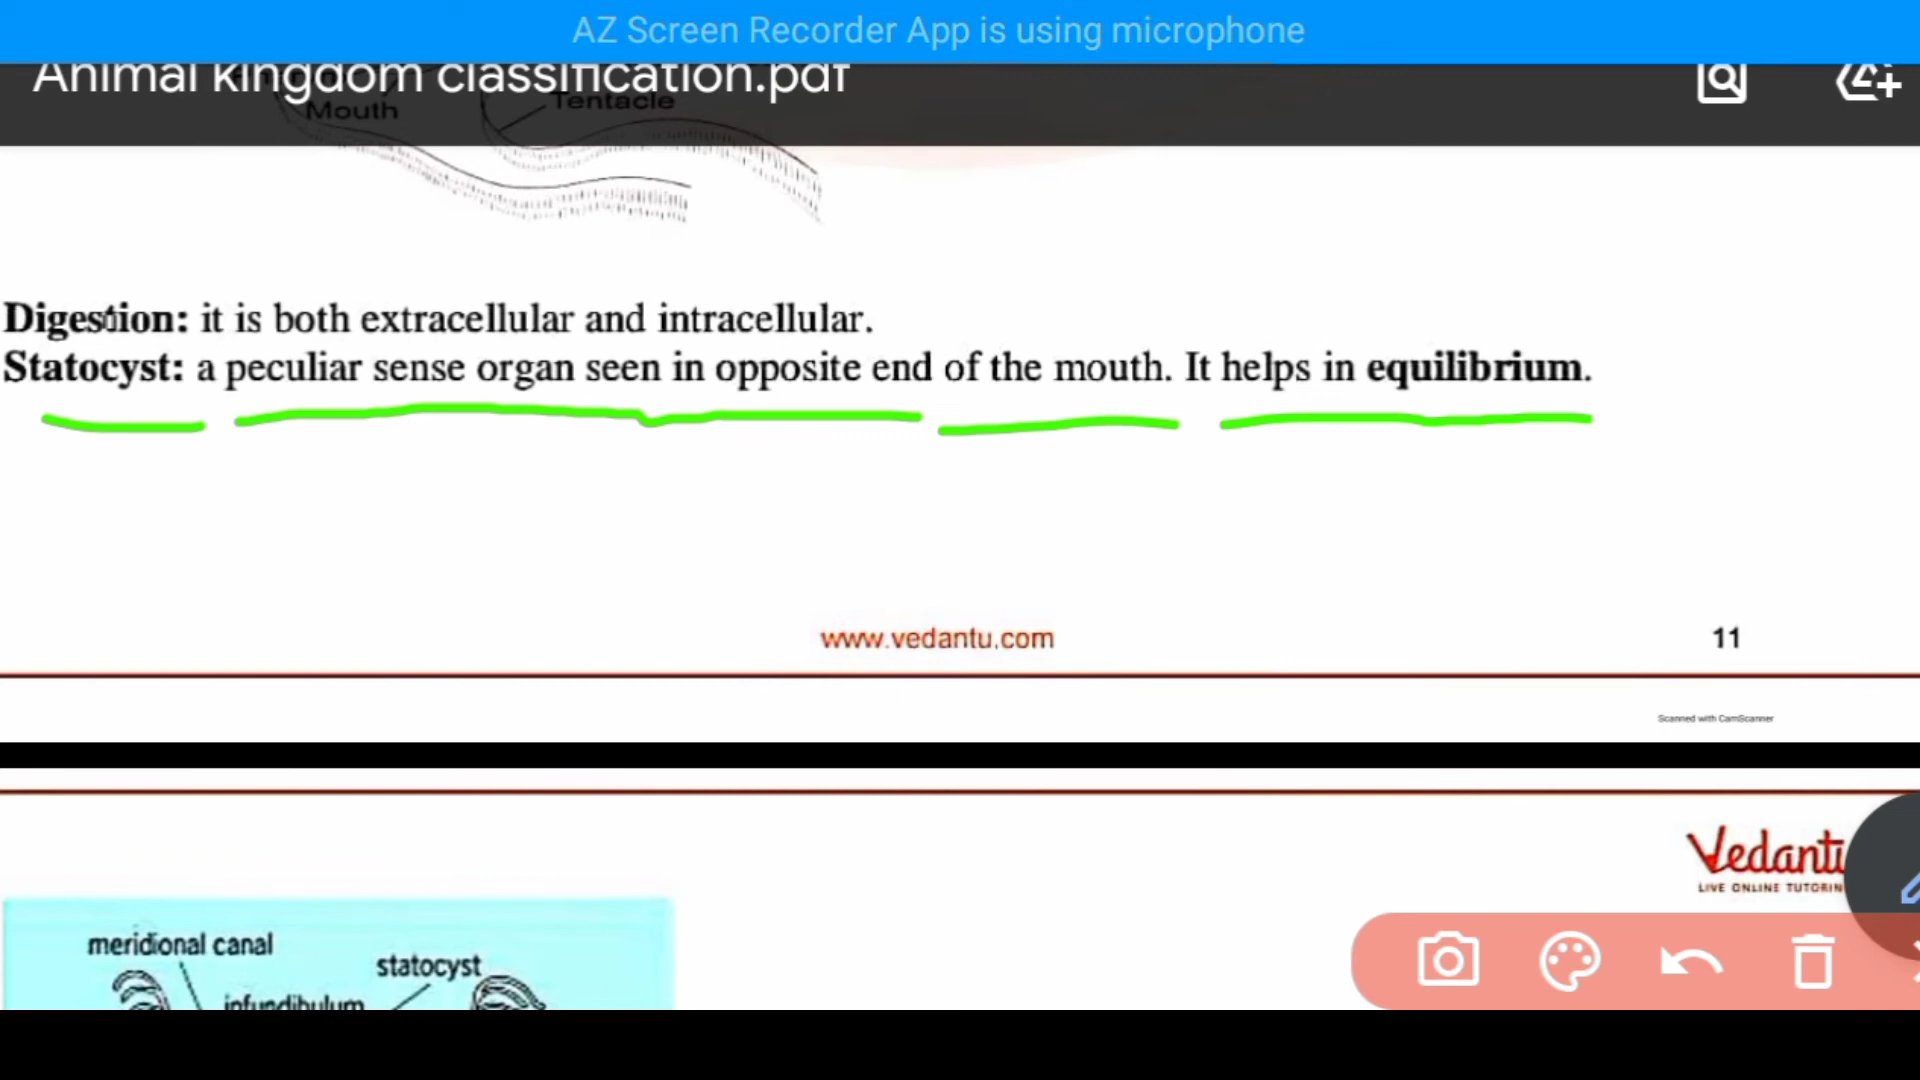 AZ Screen Recorder App is using microphone
Animal kingdom classification.pdf
Mouth
Tentacle
Digestion: it is both extracellular and intracellular.
Statocyst: a peculiar sense organ seen in opposite end of the mouth. It helps in equilibrium.
www.vedantu.com
11
Scanned with CamScanner
Vedantu
LIVE ONLINE TUTORIN
meridional canal
statocyst
infundibulum